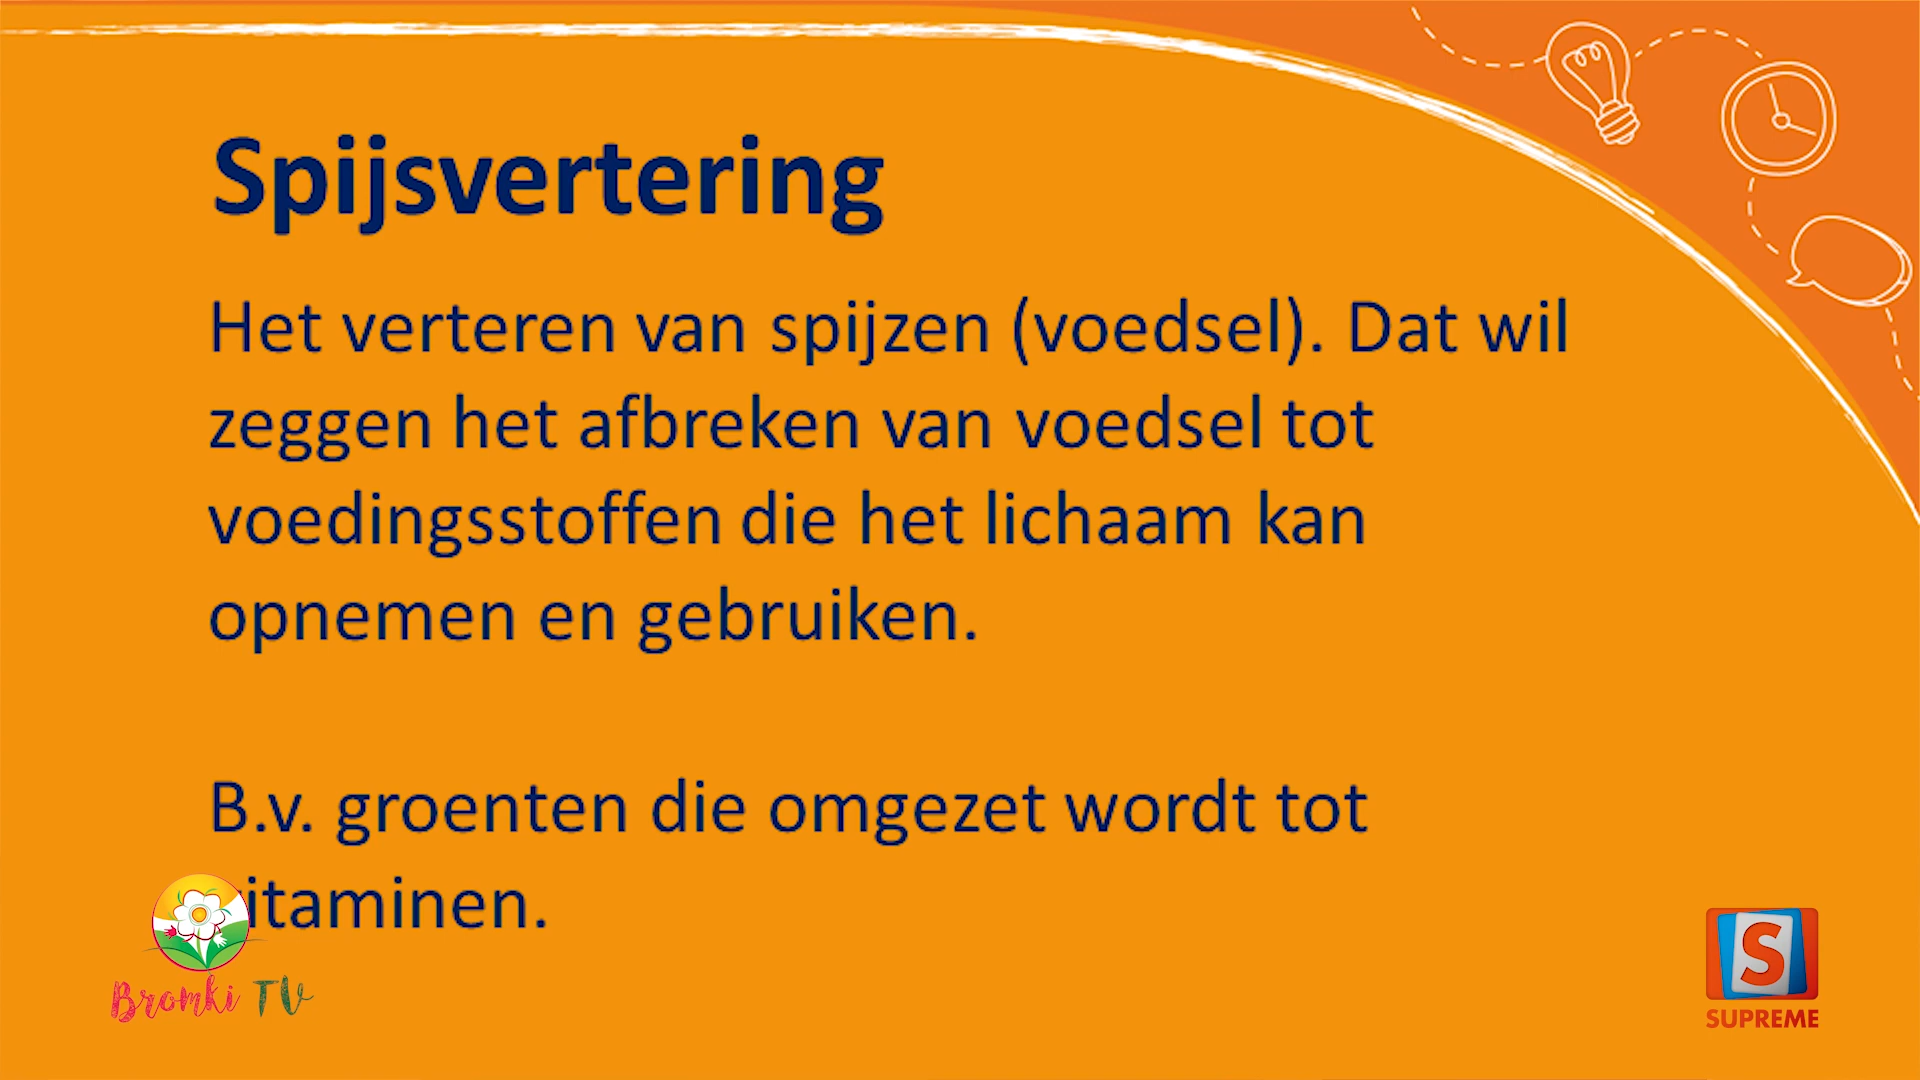 Spijsvertering
Het verteren van spijzen (voedsel). Dat wil
zeggen het afbreken van voedsel tot
voedingsstoffen die het lichaam kan
opnemen en gebruiken.
B.v. groenten die omgezet wordt tot
itaminen.
Bromki TV
S
SUPREME